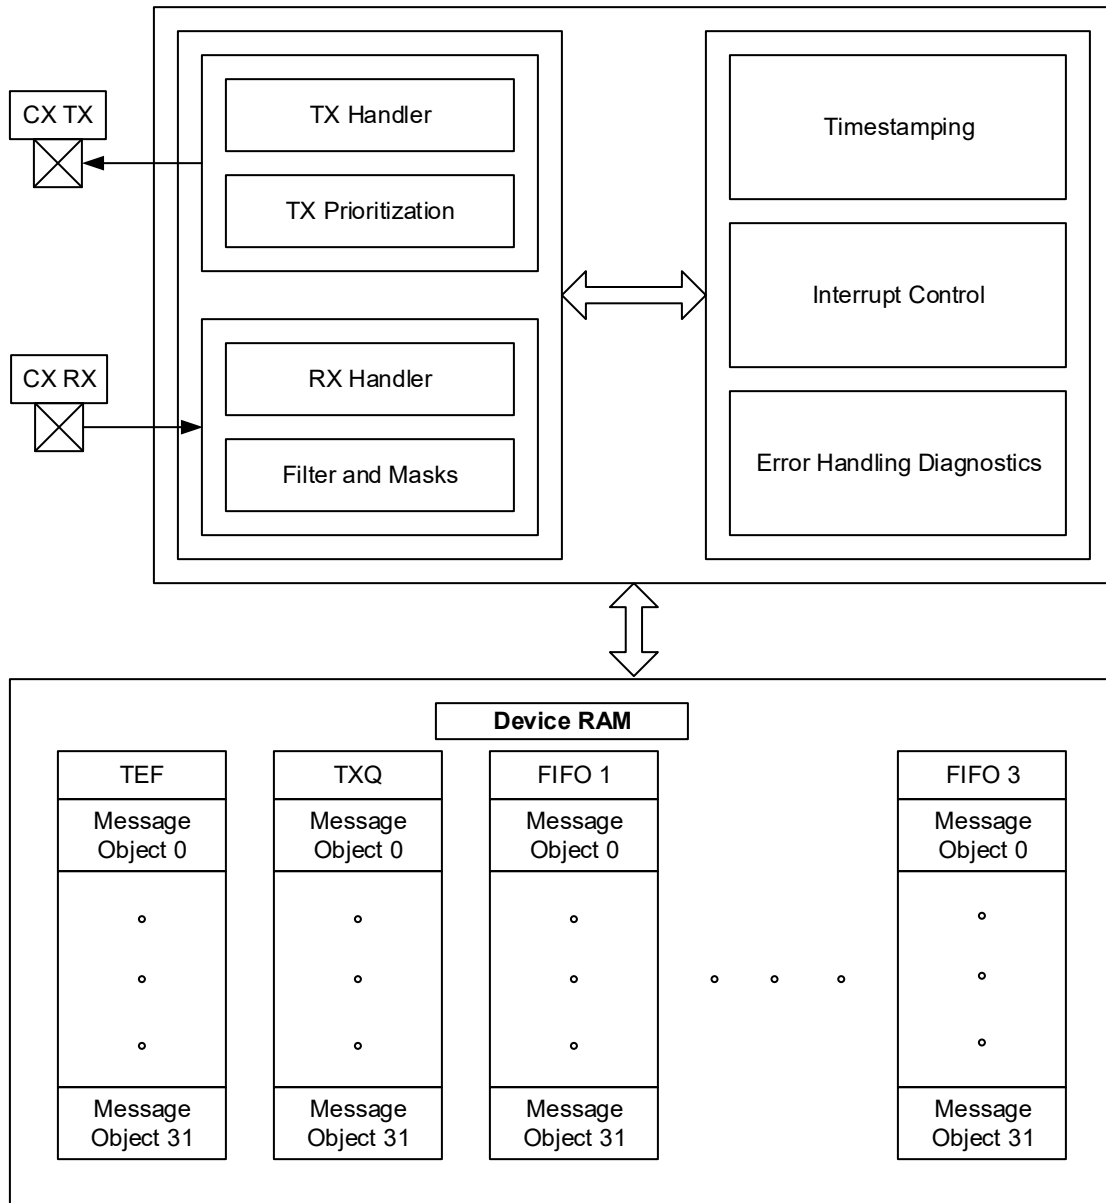 CX TX
TX Handler
TX Prioritization
CX RX
RX Handler
Filter and Masks
Timestamping
Interrupt Control
Error Handling Diagnostics
Device RAM
TEF
Message
Object 0
Message
Object 31
TXQ
Message
Object 0
Message
Object 31
FIFO 1
Message
Object 0
Message
Object 31
FIFO 3
Message
Object 0
Message
Object 31